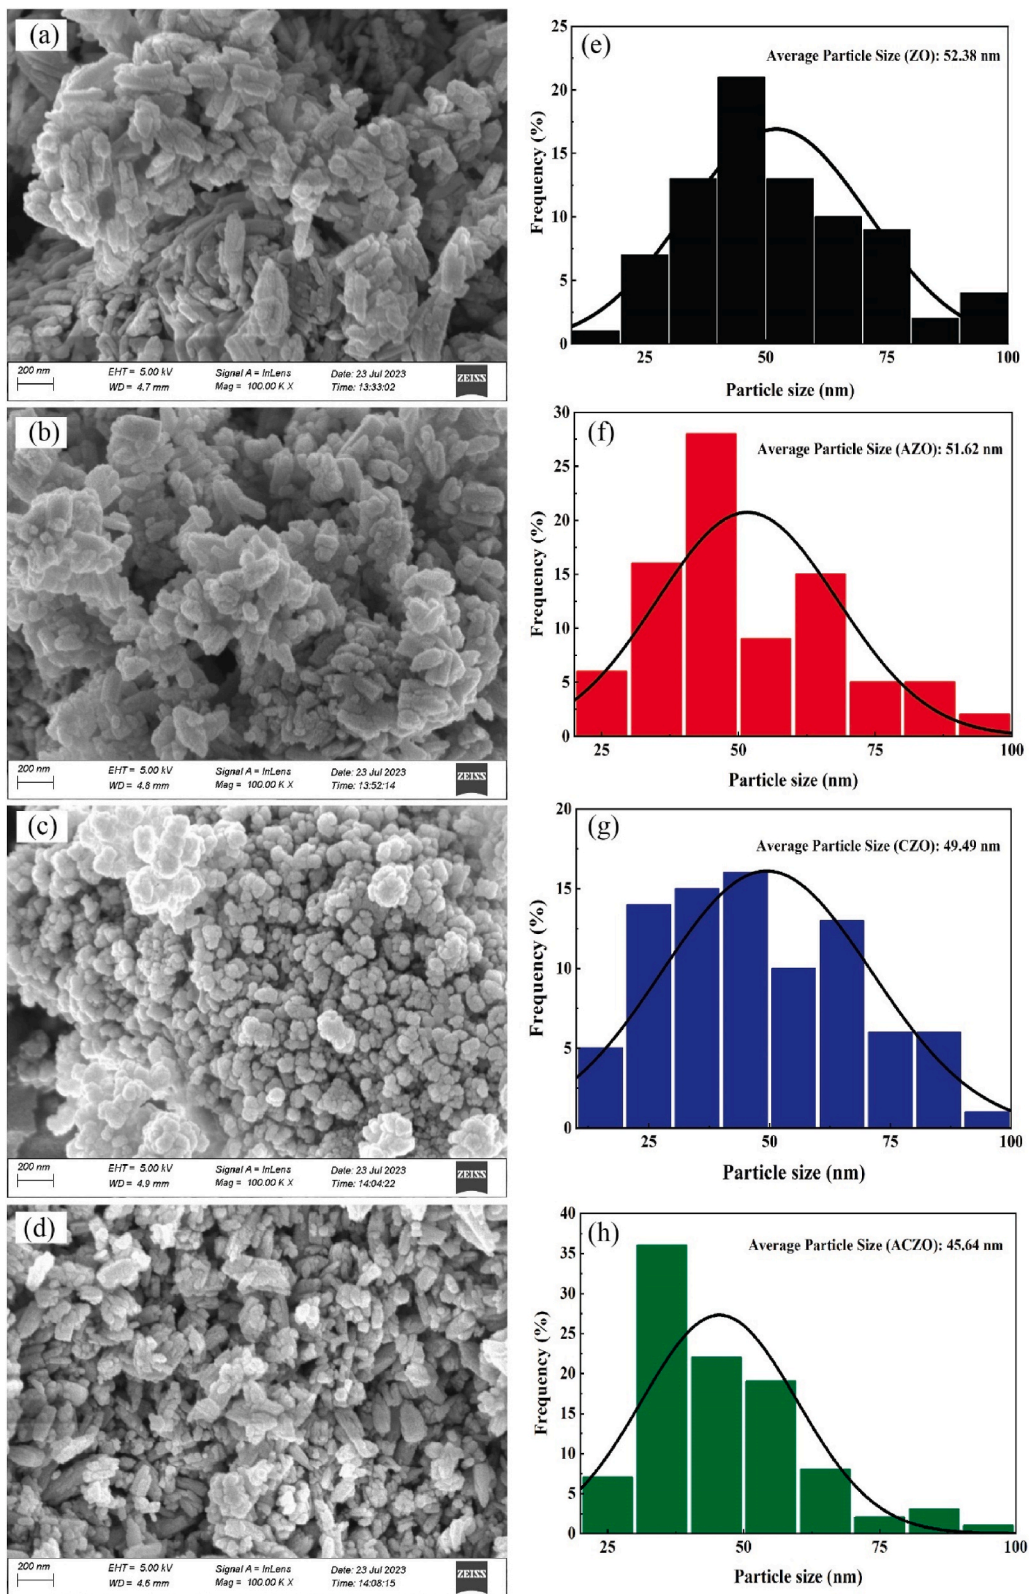 (a)
200 nm
EHT = 5.00 kV
WD = 4.7 mm
Signal A = InLens
Mag = 100.00 K X
Date: 23 Jul 2023
Time: 13:33:02
ZEISS
(e)
Average Particle Size (ZO): 52.38 nm
Frequency (%)
25
20
15
10
5
0
25 50 75 100
Particle size (nm)
(b)
200 nm
EHT = 5.00 kV
WD = 4.8 mm
Signal A = InLens
Mag = 100.00 K X
Date: 23 Jul 2023
Time: 13:52:14
ZEISS
(f)
Average Particle Size (AZO): 51.62 nm
Frequency (%)
30
25
20
15
10
5
0
25 50 75 100
Particle size (nm)
(c)
200 nm
EHT = 5.00 kV
WD = 4.9 mm
Signal A = InLens
Mag = 100.00 K X
Date: 23 Jul 2023
Time: 14:04:22
ZEISS
(g)
Average Particle Size (CZO): 49.49 nm
Frequency (%)
20
15
10
5
0
25 50 75 100
Particle size (nm)
(d)
200 nm
EHT = 5.00 kV
WD = 4.6 mm
Signal A = InLens
Mag = 100.00 K X
Date: 23 Jul 2023
Time: 14:08:15
ZEISS
(h)
Average Particle Size (ACZO): 45.64 nm
Frequency (%)
40
35
30
25
20
15
10
5
0
25 50 75 100
Particle size (nm)